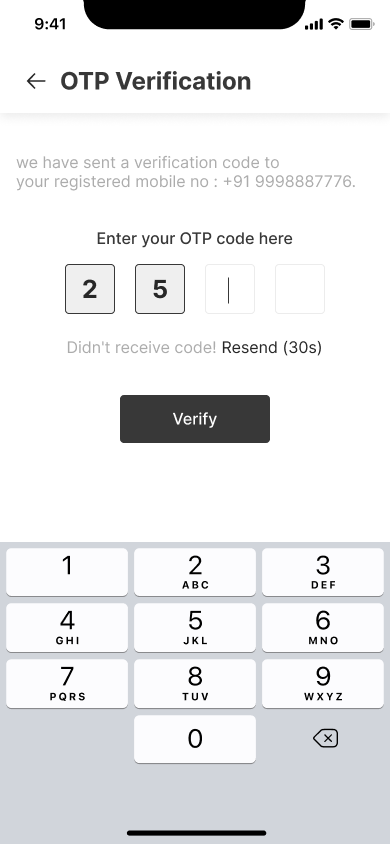 9:41
OTP Verification
we have sent a verification code to
your registered mobile no : +91 9998887776.
Enter your OTP code here
2 5
Didn't receive code! Resend (30s)
Verify
1 2 3
ABC DEF
4 5 6
GHI JKL MNO
7 8 9
PQRS TUV WXYZ
0